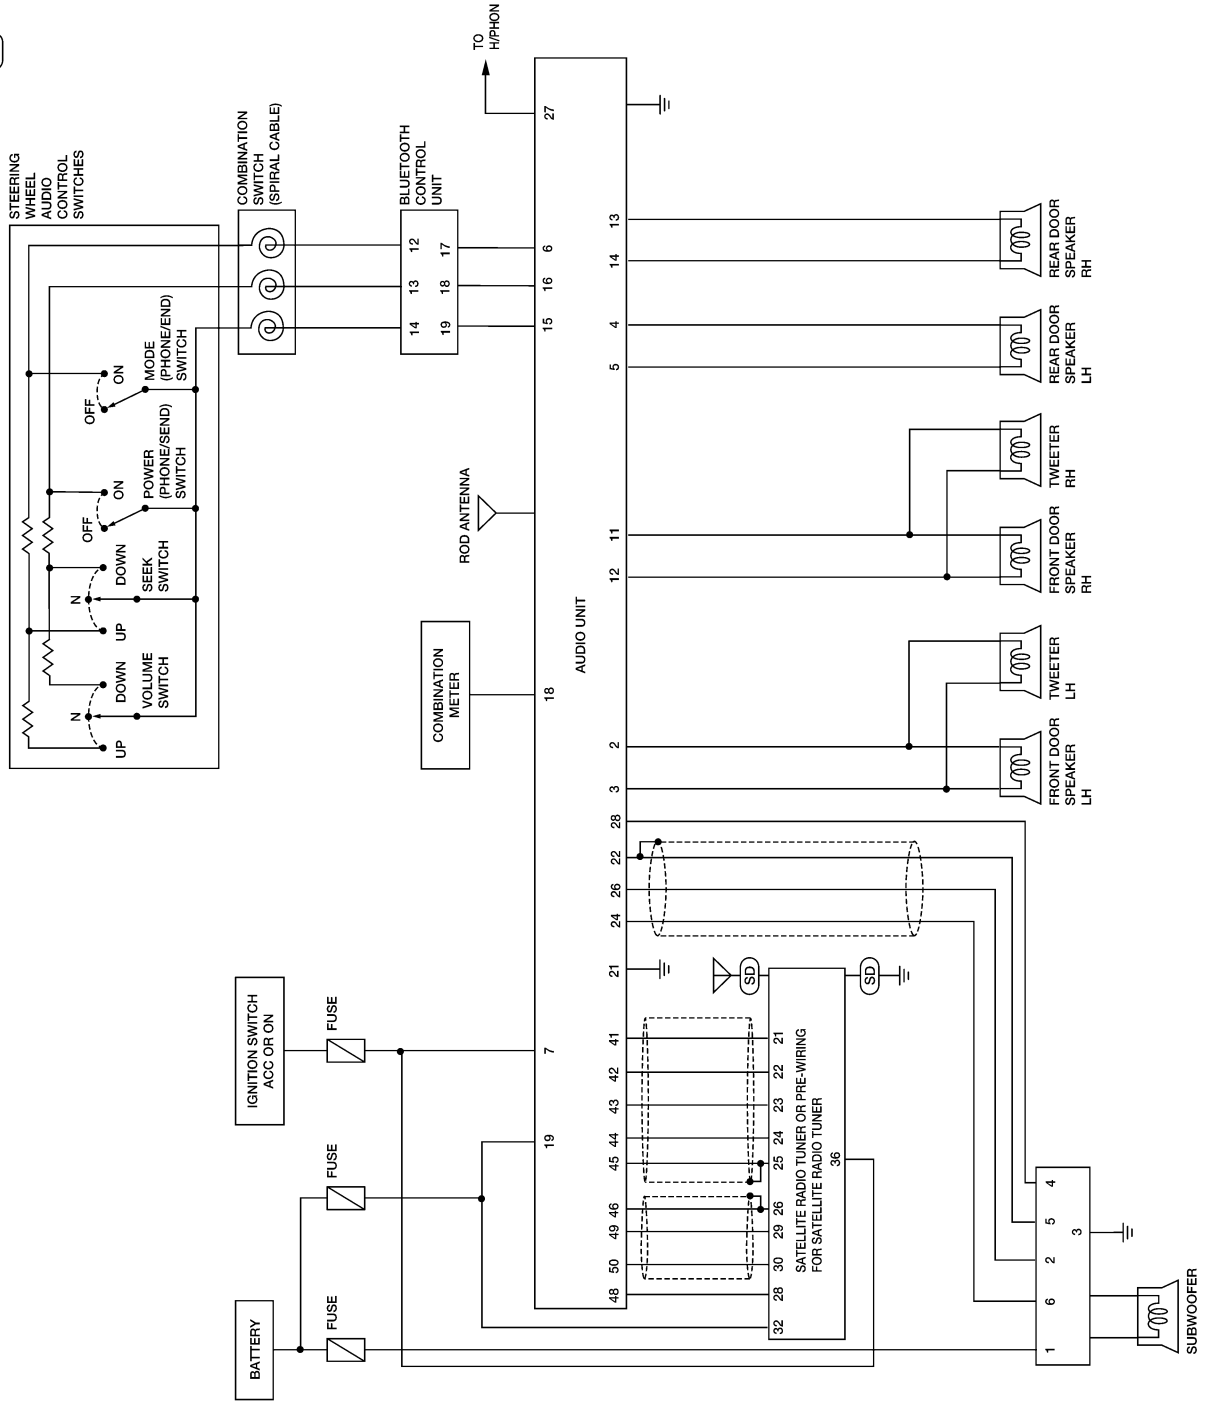 BATTERY
FUSE
FUSE
IGNITION SWITCH
ACC OR ON
FUSE
STEERING
WHEEL
AUDIO
CONTROL
SWITCHES
UP
N
DOWN
VOLUME
SWITCH
UP
N
DOWN
SEEK
SWITCH
OFF
ON
POWER
(PHONE/SEND)
SWITCH
OFF
ON
MODE
(PHONE/END)
SWITCH
COMBINATION
SWITCH
(SPIRAL CABLE)
BLUETOOTH
CONTROL
UNIT
14 13 12
19 18 17
COMBINATION
METER
ROD ANTENNA
TO
H/PHON
19 7 18 15 16 6 27
AUDIO UNIT
48 50 49 46 45 44 43 42 41 21 24 26 22 28 3 2 12 11 5 4 14 13
SD
32 28 30 29 26 25 24 23 22 21
SATELLITE RADIO TUNER OR PRE-WIRING
FOR SATELLITE RADIO TUNER
36
SD
1 6 2 5 4
3
SUBWOOFER
FRONT DOOR
SPEAKER
LH
TWEETER
LH
FRONT DOOR
SPEAKER
RH
TWEETER
RH
REAR DOOR
SPEAKER
LH
REAR DOOR
SPEAKER
RH